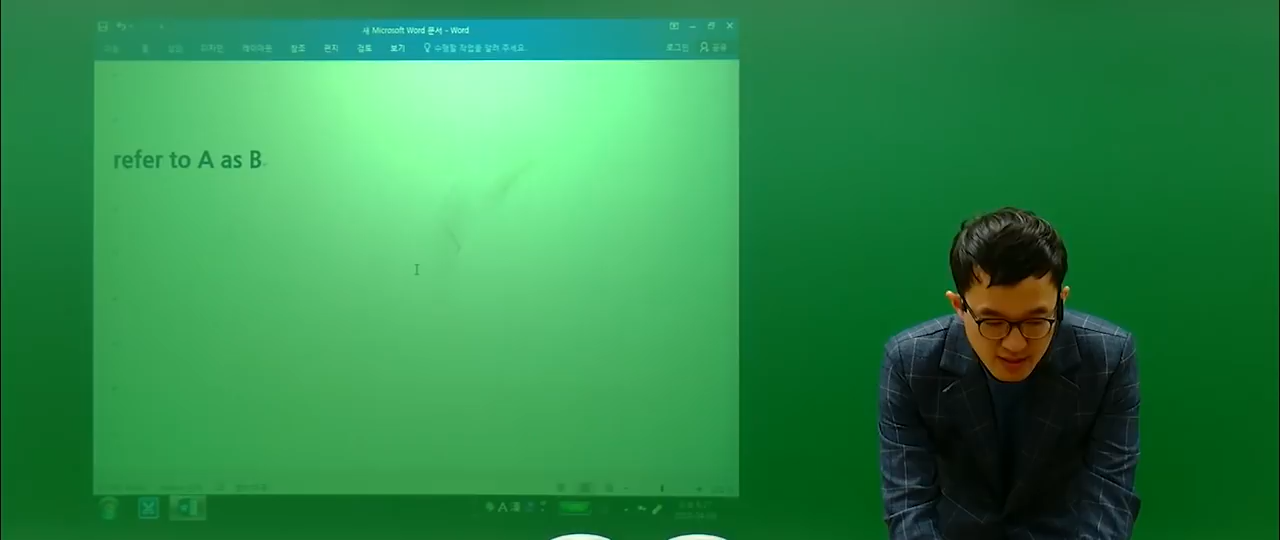 새 Microsoft Word 문서 - Word
디자인 레이아웃 참조 편지 검토 보기 수행할 작업을 알려 주세요. 로그인 공유
refer to A as B
A 漢